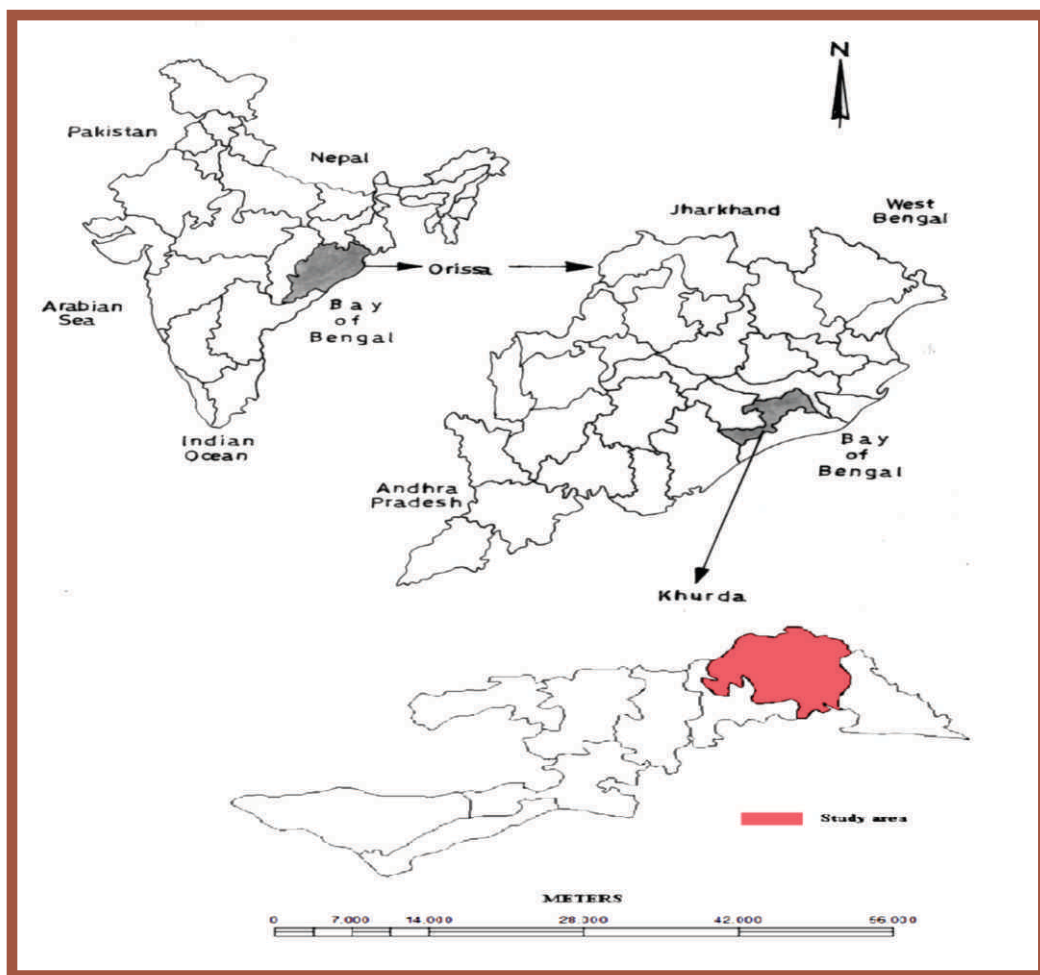 N
Pakistan
Nepal
Jharkhand
West
Bengal
Orissa
Arabian
Sea
Bay
of
Bengal
Indian
Ocean
Bay
of
Bengal
Andhra
Pradesh
Khurda
Study area
METERS
0 7.000 14.000 28.000 42.000 56.000